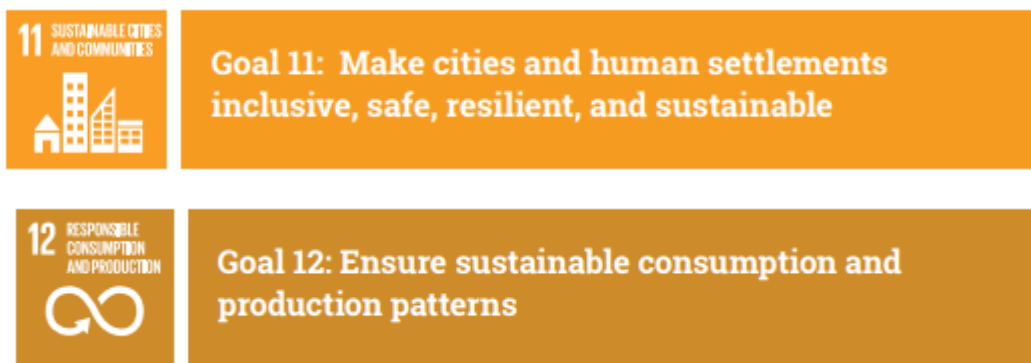 11 SUSTAINABLE CITIES
AND COMMUNITIES
Goal 11: Make cities and human settlements
inclusive, safe, resilient, and sustainable
12 RESPONSIBLE
CONSUMPTION
AND PRODUCTION
Goal 12: Ensure sustainable consumption and
production patterns